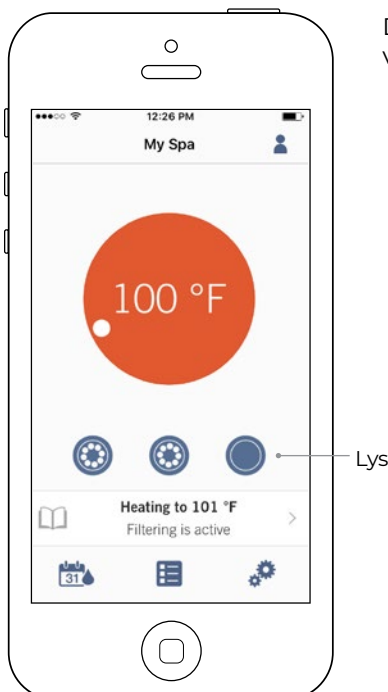 12:26 PM
My Spa
100 °F
Lys
Heating to 101 °F
Filtering is active
31